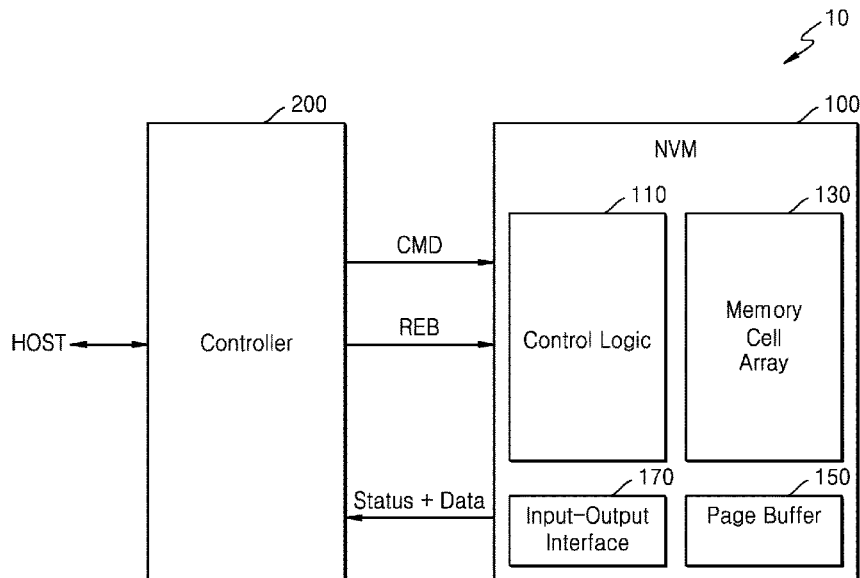 10
200
100
NVM
110
130
CMD
REB
HOST
Controller
Control Logic
Memory
Cell
Array
170
150
Status + Data
Input-Output
Interface
Page Buffer